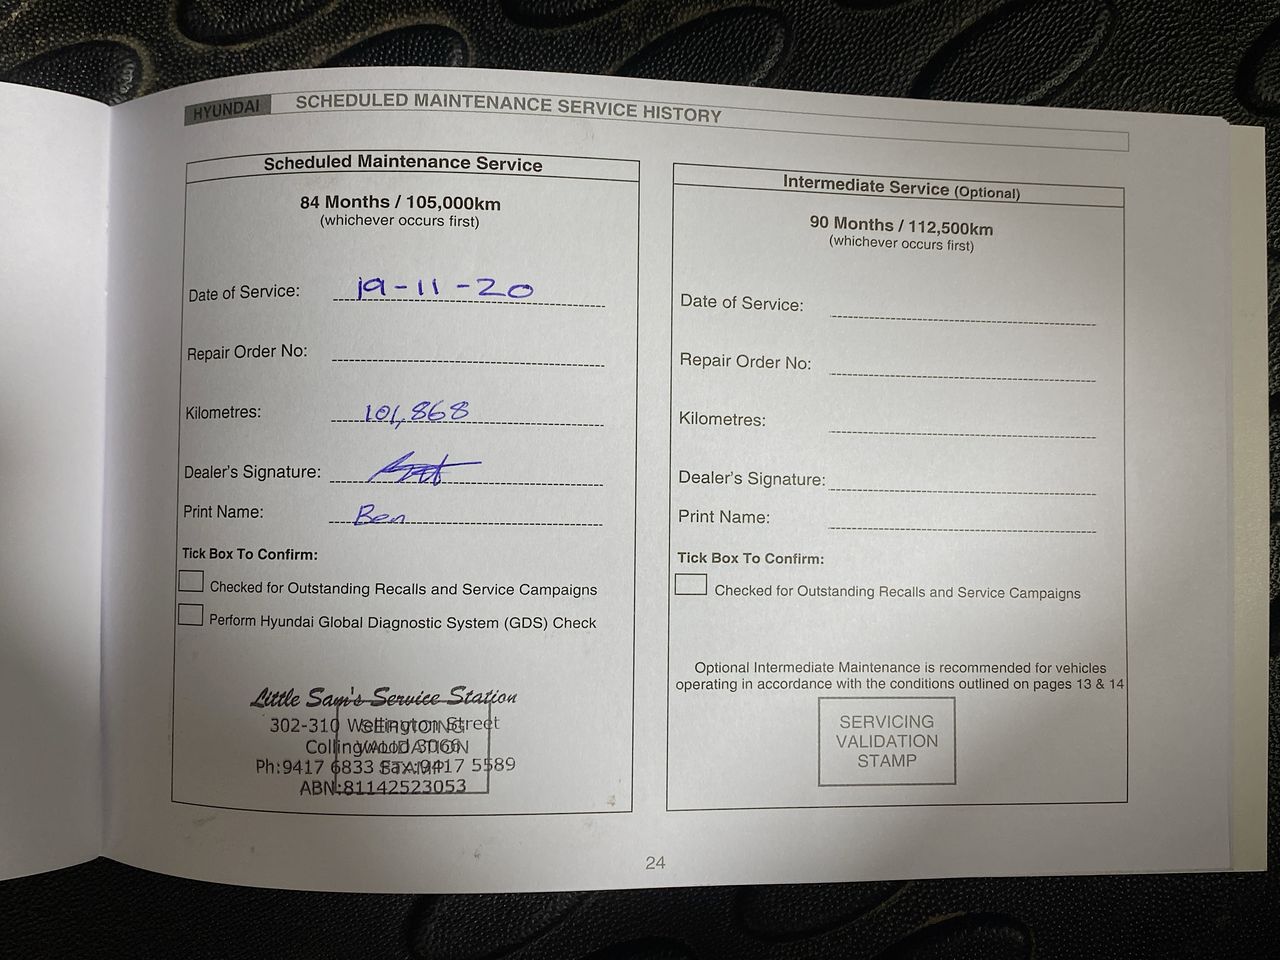 HYUNDAI SCHEDULED MAINTENANCE SERVICE HISTORY
Scheduled Maintenance Service
84 Months / 105,000km
(whichever occurs first)
Date of Service: 19-11-20
Repair Order No:
Kilometres: 101,868
Dealer's Signature:
Print Name: Ben
Tick Box To Confirm:
Checked for Outstanding Recalls and Service Campaigns
Perform Hyundai Global Diagnostic System (GDS) Check
Little Sam's Service Station
302-310 Wellington Street
Collingwood 3066
Ph:9417 6833 Fax:9417 5589
ABN:81142523053
SERVICING
VALIDATION
STAMP
Intermediate Service (Optional)
90 Months / 112,500km
(whichever occurs first)
Date of Service:
Repair Order No:
Kilometres:
Dealer's Signature:
Print Name:
Tick Box To Confirm:
Checked for Outstanding Recalls and Service Campaigns
Optional Intermediate Maintenance is recommended for vehicles
operating in accordance with the conditions outlined on pages 13 & 14
SERVICING
VALIDATION
STAMP
24